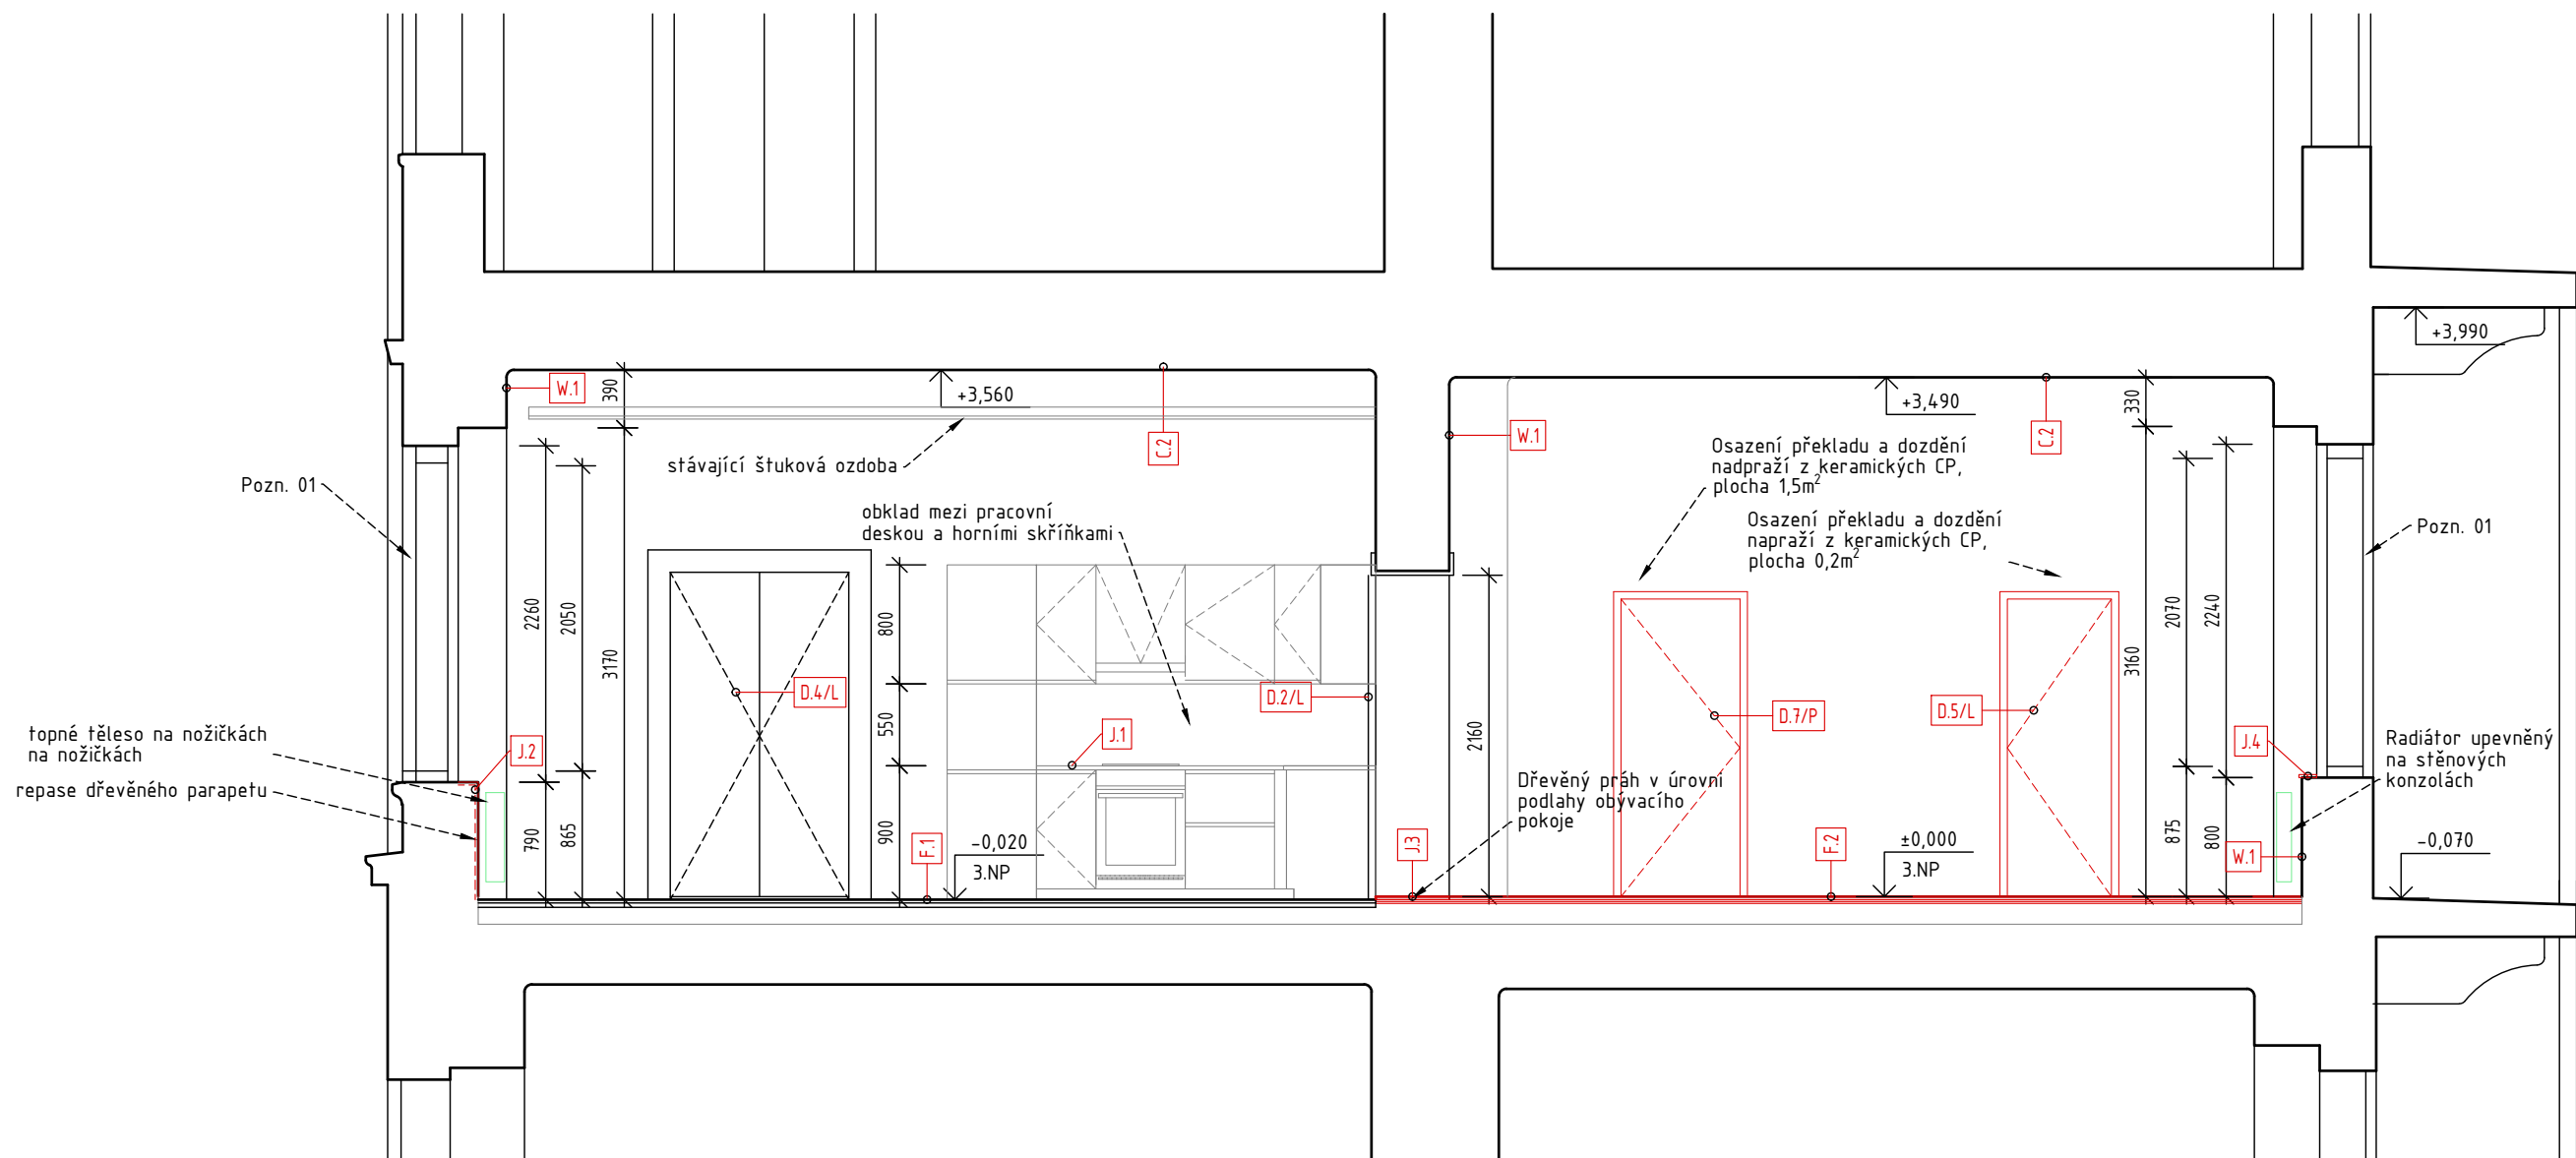 +3,990
W.1
390
+3,560
C.2
+3,490
330
C.2
W.1
stávající štuková ozdoba
Osazení překladu a dozdění
nadpraží z keramických CP,
plocha 1,5m²
Pozn. 01
obklad mezi pracovní
deskou a horními skříňkami
Osazení překladu a dozdění
napraží z keramických CP,
plocha 0,2m²
Pozn. 01
2260
2050
3170
800
550
900
2160
3160
2070
2240
D.4/L
D.2/L
D.7/P
D.5/L
J.1
J.2
J.4
topné těleso na nožičkách
na nožičkách
repase dřevěného parapetu
Radiátor upevněný
na stěnových
konzolách
Dřevěný práh v úrovni
podlahy obývacího
pokoje
790
865
F.1
-0,020
3.NP
J.3
F.2
±0,000
3.NP
875
800
W.1
-0,070